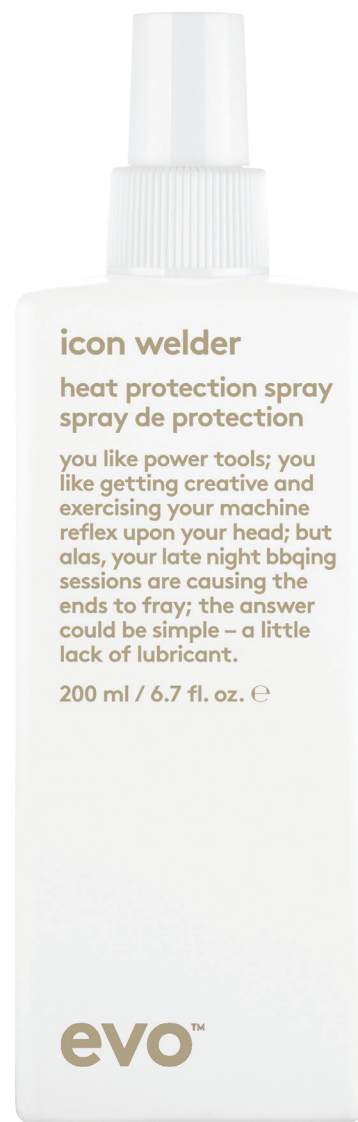 icon welder
heat protection spray
spray de protection
you like power tools; you
like getting creative and
exercising your machine
reflex upon your head; but
alas, your late night bbqing
sessions are causing the
ends to fray; the answer
could be simple – a little
lack of lubricant.
200 ml / 6.7 fl. oz. ℮
evo™